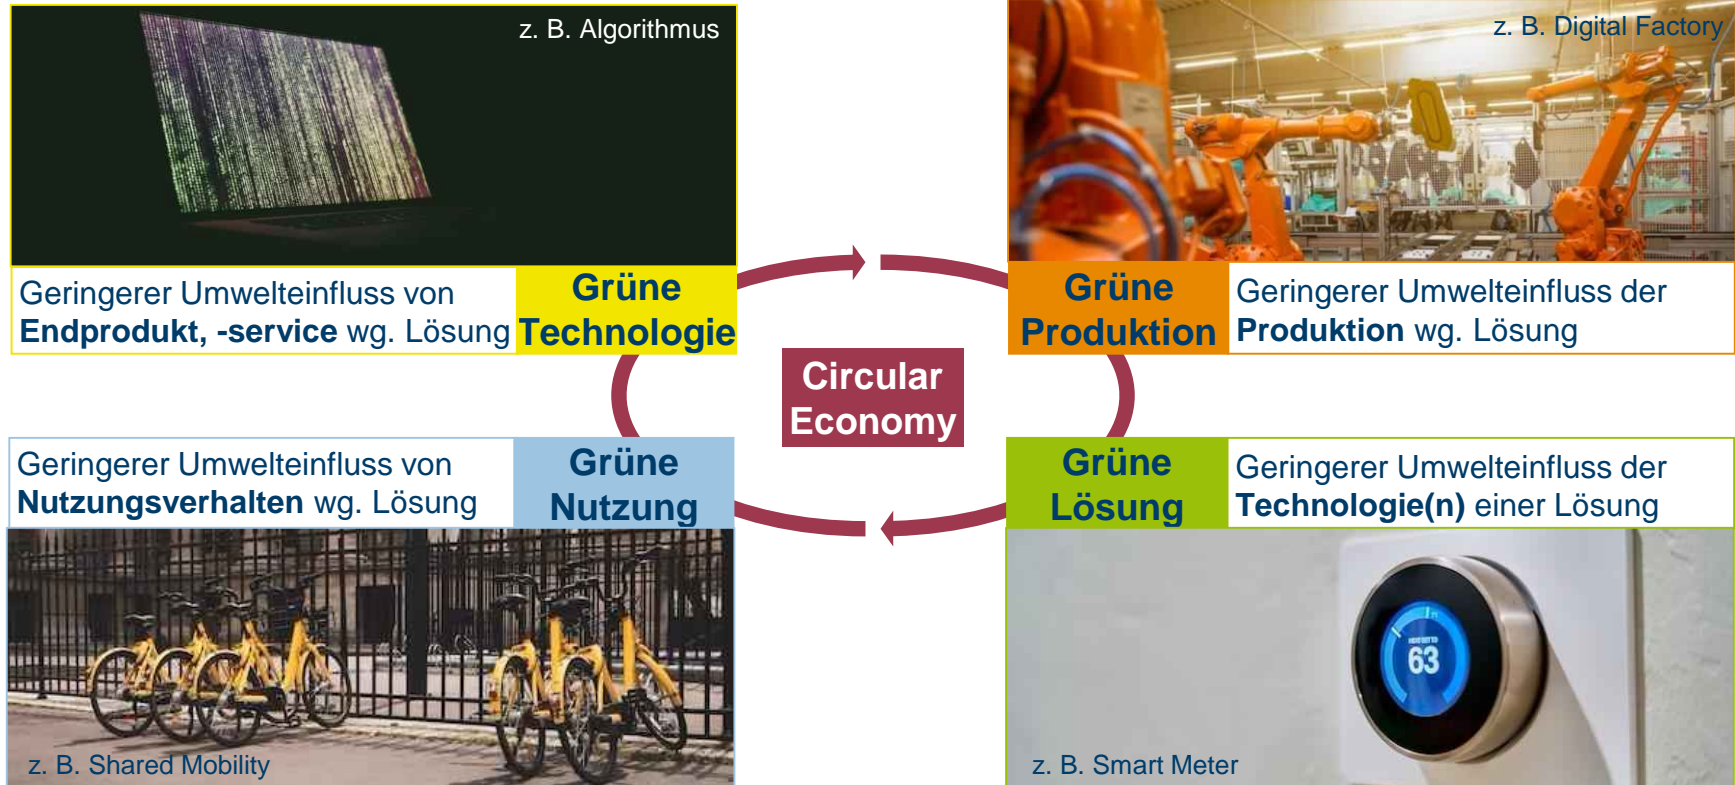 z. B. Algorithmus
Geringerer Umwelteinfluss von
Endprodukt, -service wg. Lösung
Grüne
Technologie
z. B. Digital Factory
Grüne
Produktion
Geringerer Umwelteinfluss der
Produktion wg. Lösung
Circular
Economy
Geringerer Umwelteinfluss von
Nutzungsverhalten wg. Lösung
Grüne
Nutzung
z. B. Shared Mobility
Grüne
Lösung
Geringerer Umwelteinfluss der
Technologie(n) einer Lösung
63
z. B. Smart Meter